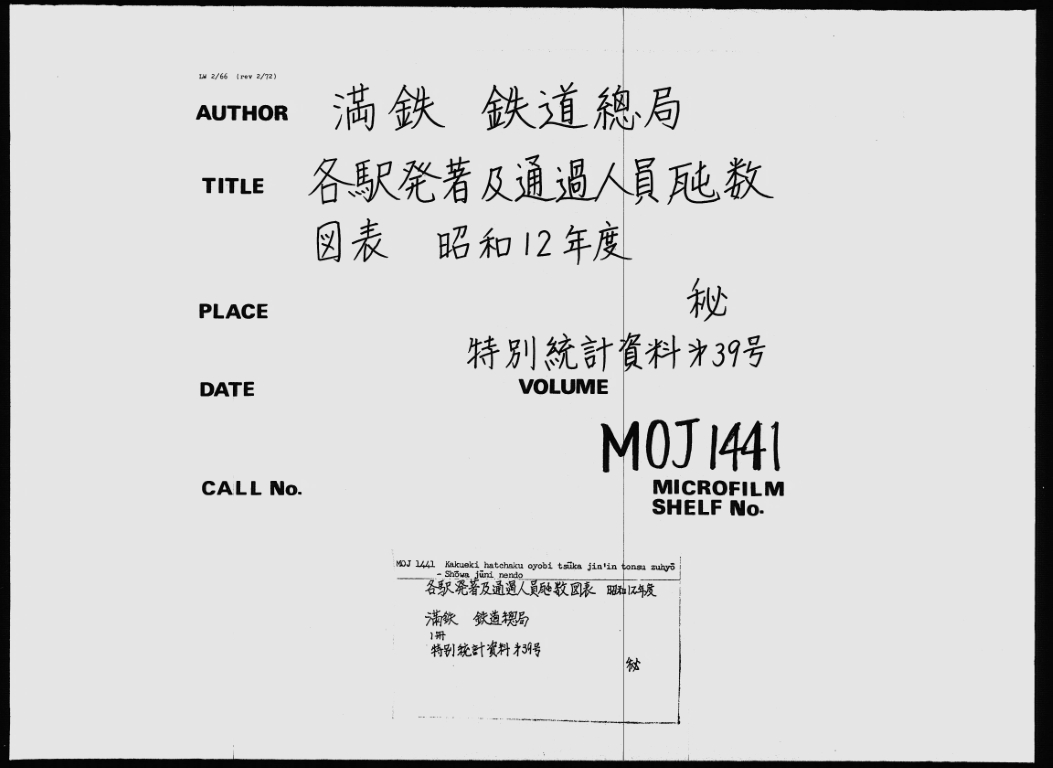 LW 2/66 (rev 2/72)
AUTHOR 満鉄 鉄道總局
TITLE 各駅発著及通過人員瓲数
図表 昭和12年度
秘
PLACE
特別統計資料㐧39号
DATE VOLUME
MOJ 1441
CALL No. MICROFILM
SHELF No.
MOJ 1441 Kakueki hatchaku oyobi tsūka jin'in tonsu zuhyō
- Shōwa jūni nendo
各駅発著及通過人員瓲数図表 昭和12年度
満鉄 鉄道總局
1冊
特別統計資料㐧39号
秘